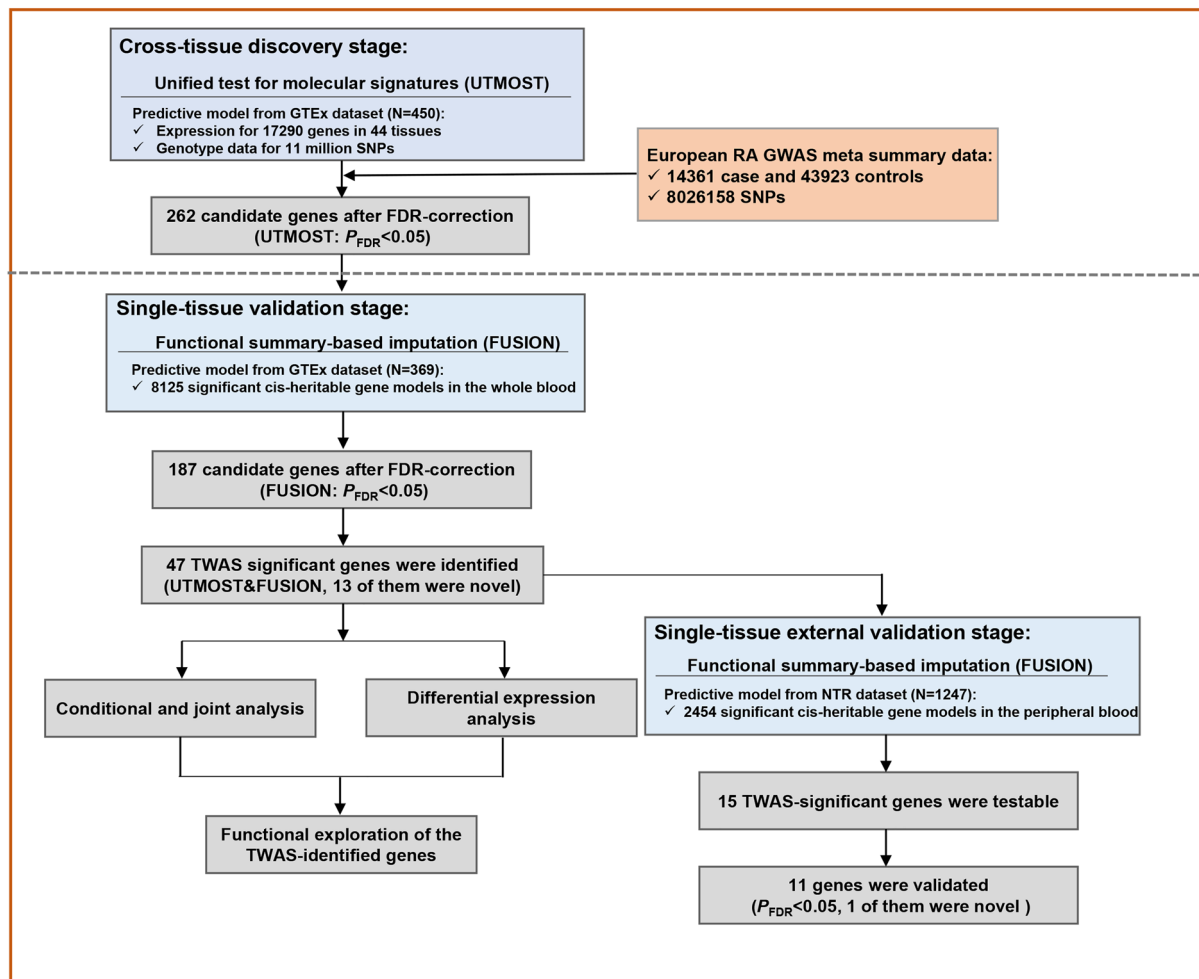 Cross-tissue discovery stage:
Unified test for molecular signatures (UTMOST)
Predictive model from GTEx dataset (N=450):
✓ Expression for 17290 genes in 44 tissues
✓ Genotype data for 11 million SNPs
European RA GWAS meta summary data:
✓ 14361 case and 43923 controls
✓ 8026158 SNPs
262 candidate genes after FDR-correction
(UTMOST: PFDR<0.05)
Single-tissue validation stage:
Functional summary-based imputation (FUSION)
Predictive model from GTEx dataset (N=369):
✓ 8125 significant cis-heritable gene models in the whole blood
187 candidate genes after FDR-correction
(FUSION: PFDR<0.05)
47 TWAS significant genes were identified
(UTMOST&FUSION, 13 of them were novel)
Conditional and joint analysis
Differential expression
analysis
Functional exploration of the
TWAS-identified genes
Single-tissue external validation stage:
Functional summary-based imputation (FUSION)
Predictive model from NTR dataset (N=1247):
✓ 2454 significant cis-heritable gene models in the peripheral blood
15 TWAS-significant genes were testable
11 genes were validated
(PFDR<0.05, 1 of them were novel )